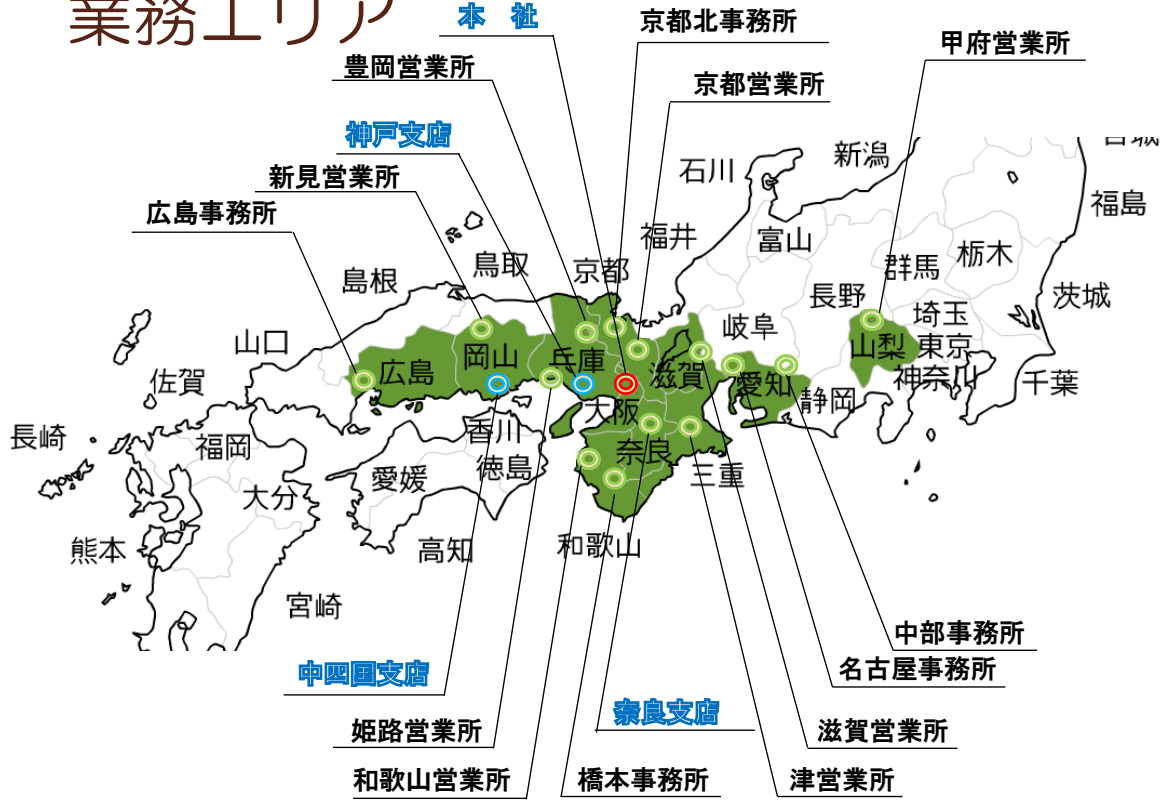 業務エリア
本 社
京都北事務所
甲府営業所
豊岡営業所
京都営業所
神戸支店
新見営業所
広島事務所
石川
新潟
福島
福井
富山
栃木
鳥取
京都
群馬
島根
長野
茨城
埼玉
山口
岐阜
岡山
兵庫
山梨
東京
広島
滋賀
愛知
神奈川
千葉
佐賀
静岡
大阪
長崎
香川
福岡
奈良
徳島
愛媛
三重
大分
熊本
高知
和歌山
宮崎
中部事務所
名古屋事務所
中四国支店
奈良支店
姫路営業所
滋賀営業所
和歌山営業所
橋本事務所
津営業所